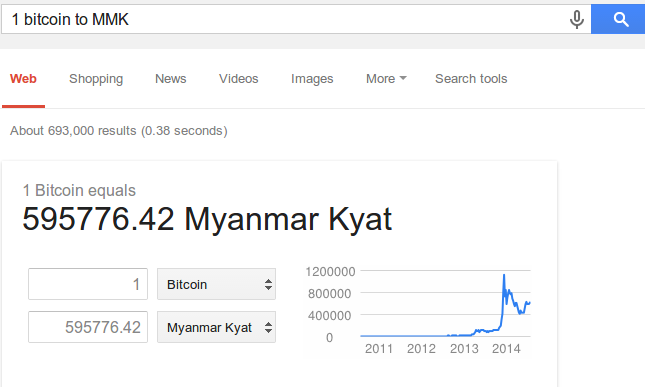 1 bitcoin to MMK
Web Shopping News Videos Images More Search tools
About 693,000 results (0.38 seconds)
1 Bitcoin equals
595776.42 Myanmar Kyat
1 Bitcoin
595776.42 Myanmar Kyat
1200000
800000
400000
0
2011 2012 2013 2014